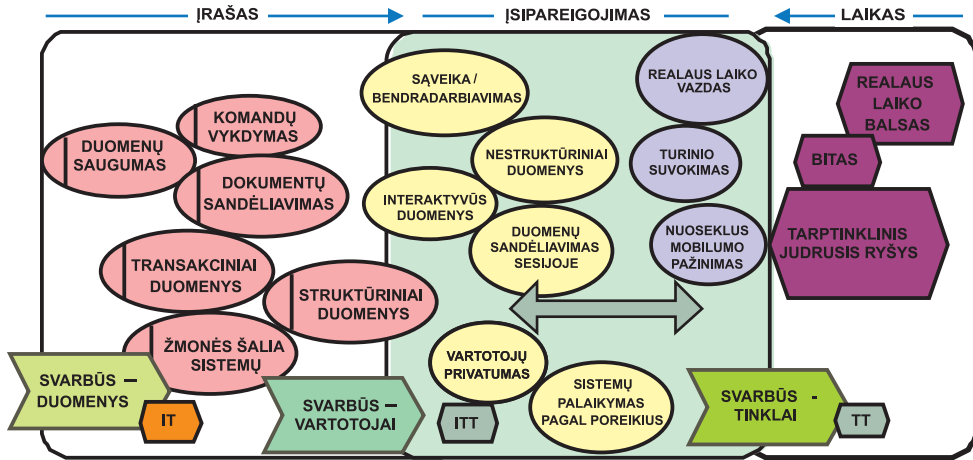 ĮRAŠAS
ĮSIPAREIGOJIMAS
LAIKAS
KOMANDŲ
VYKDYMAS
DUOMENŲ
SAUGUMAS
DOKUMENTŲ
SANDĖLIAVIMAS
TRANSAKCINIAI
DUOMENYS
STRUKTŪRINIAI
DUOMENYS
ŽMONĖS ŠALIA
SISTEMŲ
SVARBŪS –
DUOMENYS
IT
SĄVEIKA /
BENDRADARBIAVIMAS
NESTRUKTŪRINIAI
DUOMENYS
INTERAKTYVŪS
DUOMENYS
DUOMENŲ
SANDĖLIAVIMAS
SESIJOJE
VARTOTOJŲ
PRIVATUMAS
SISTEMŲ
PALAIKYMAS
PAGAL POREIKIUS
SVARBŪS –
VARTOTOJAI
ITT
REALAUS LAIKO
VAZDAS
TURINIO
SUVOKIMAS
NUOSEKLUS
MOBILUMO
PAŽINIMAS
REALAUS
LAIKO
BALSAS
BITAS
TARPTINKLINIS
JUDRUSIS RYŠYS
SVARBŪS -
TINKLAI
TT